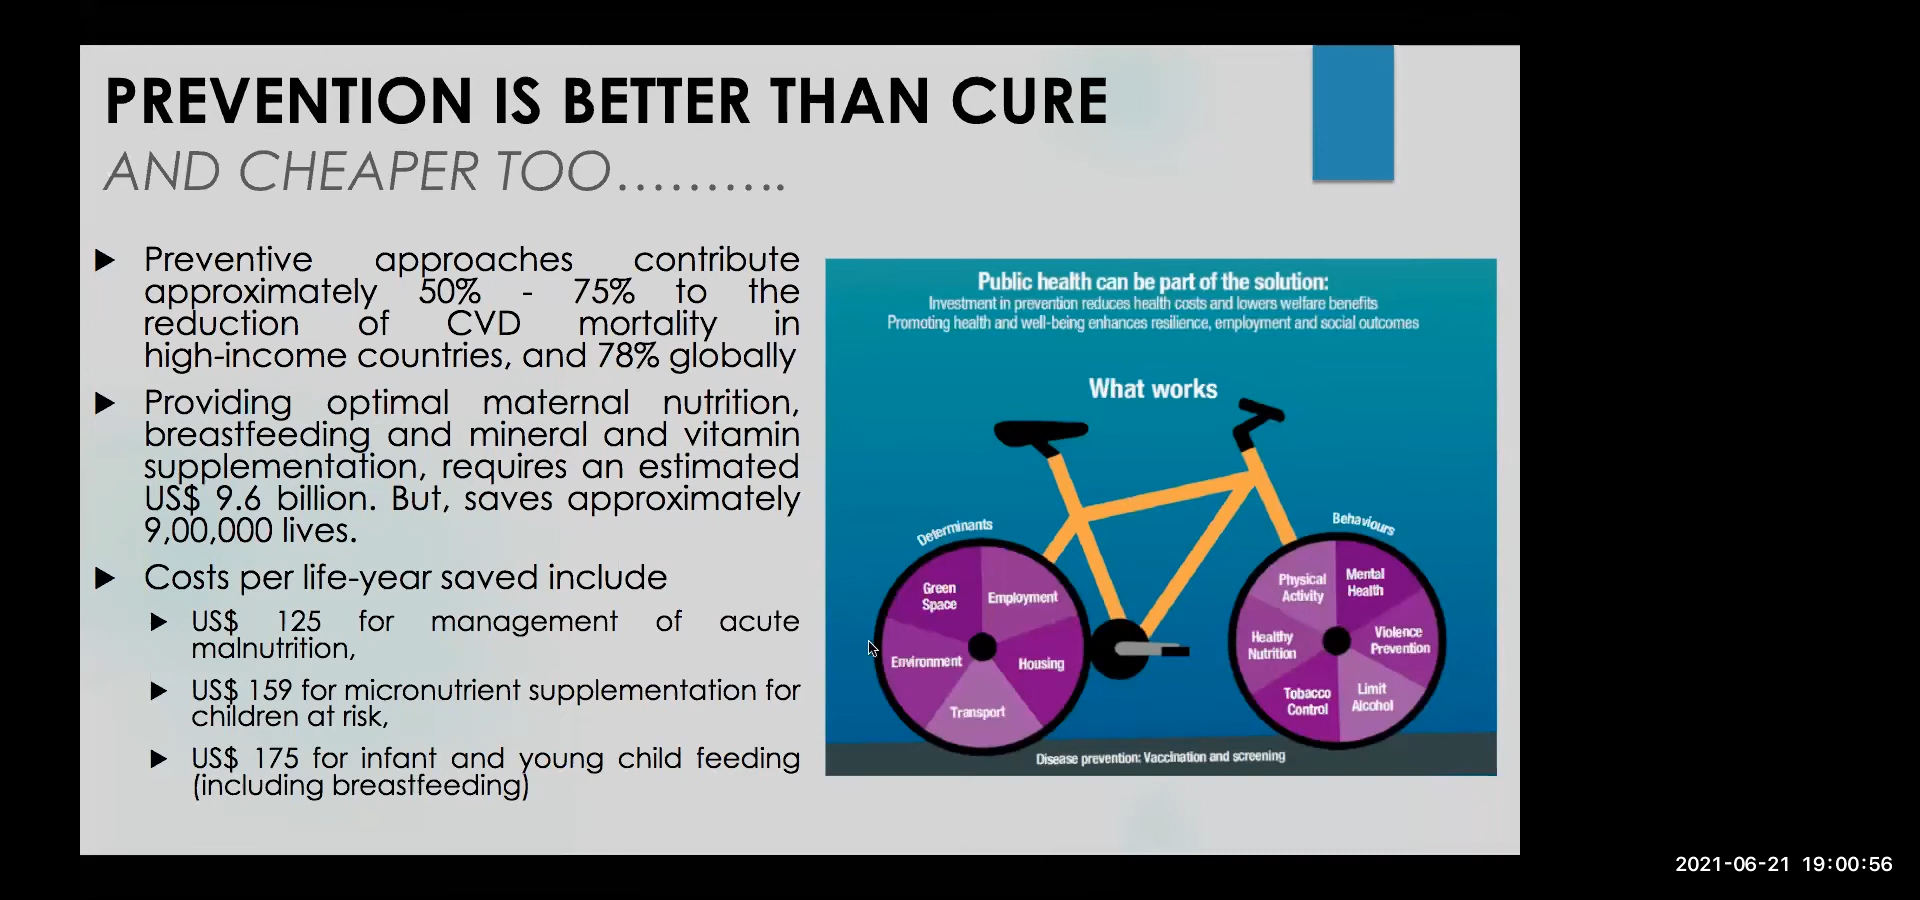 PREVENTION IS BETTER THAN CURE
AND CHEAPER TOO..........
Preventive approaches contribute
approximately 50% - 75% to the
reduction of CVD mortality in
high-income countries, and 78% globally
Providing optimal maternal nutrition,
breastfeeding and mineral and vitamin
supplementation, requires an estimated
US$ 9.6 billion. But, saves approximately
9,00,000 lives.
Costs per life-year saved include
US$ 125 for management of acute
malnutrition,
US$ 159 for micronutrient supplementation for
children at risk,
US$ 175 for infant and young child feeding
(including breastfeeding)
Public health can be part of the solution:
Investment in prevention reduces health costs and lowers welfare benefits
Promoting health and well-being enhances resilience, employment and social outcomes
What works
Determinants
Green
Space
Employment
Environment
Housing
Transport
Behaviours
Physical
Activity
Mental
Health
Healthy
Nutrition
Violence
Prevention
Tobacco
Control
Limit
Alcohol
Disease prevention: Vaccination and screening
2021-06-21 19:00:56